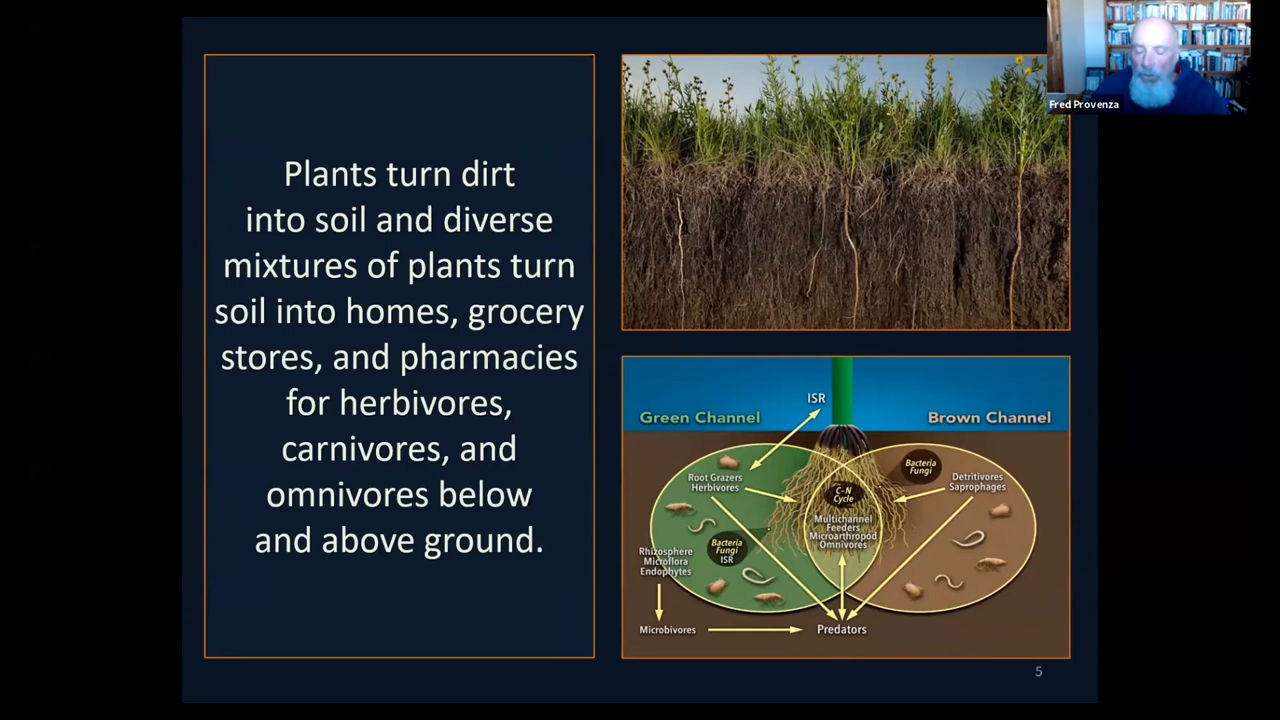 Plants turn dirt
into soil and diverse
mixtures of plants turn
soil into homes, grocery
stores, and pharmacies
for herbivores,
carnivores, and
omnivores below
and above ground.
Fred Provenza
ISR
Green Channel
Brown Channel
Root Grazers
Herbivores
Bacteria
Fungi
Detritivores
Saprophages
C-N
Cycle
Multichannel
Feeders
Microarthropod
Omnivores
Bacteria
Fungi
ISR
Rhizosphere
Microflora
Endophytes
Microbivores
Predators
5